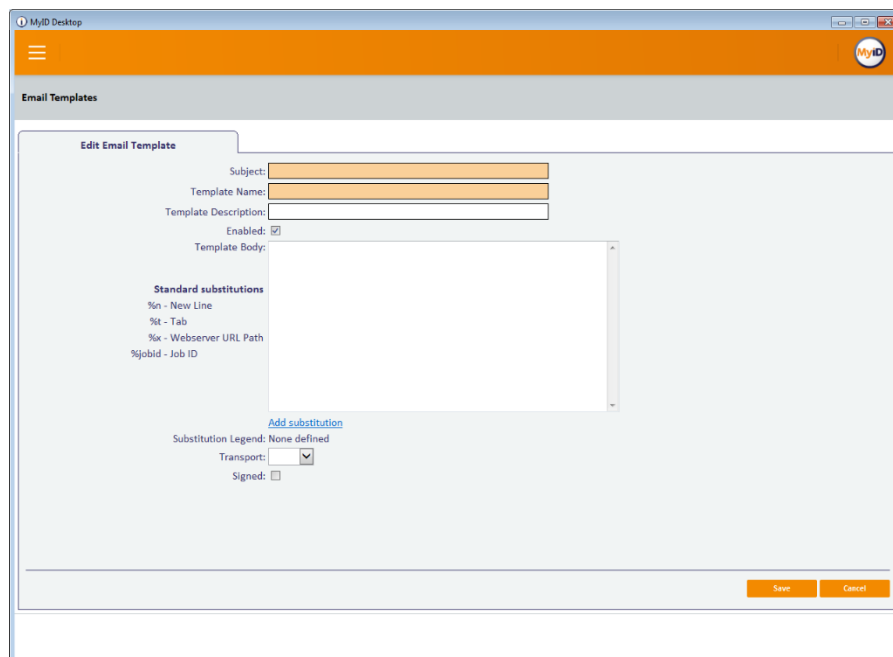 MyID Desktop
MyID
Email Templates
Edit Email Template
Subject:
Template Name:
Template Description:
Enabled:
Template Body:
Standard substitutions
%n - New Line
%t - Tab
%x - Webserver URL Path
%jobid - Job ID
Add substitution
Substitution Legend: None defined
Transport:
Signed:
Save Cancel